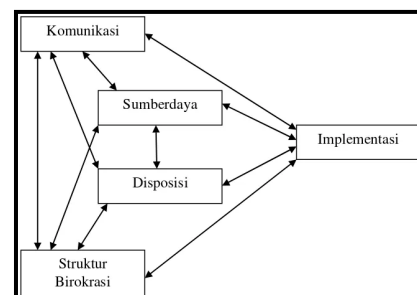 Komunikasi
Sumberdaya
Implementasi
Disposisi
Struktur
Birokrasi